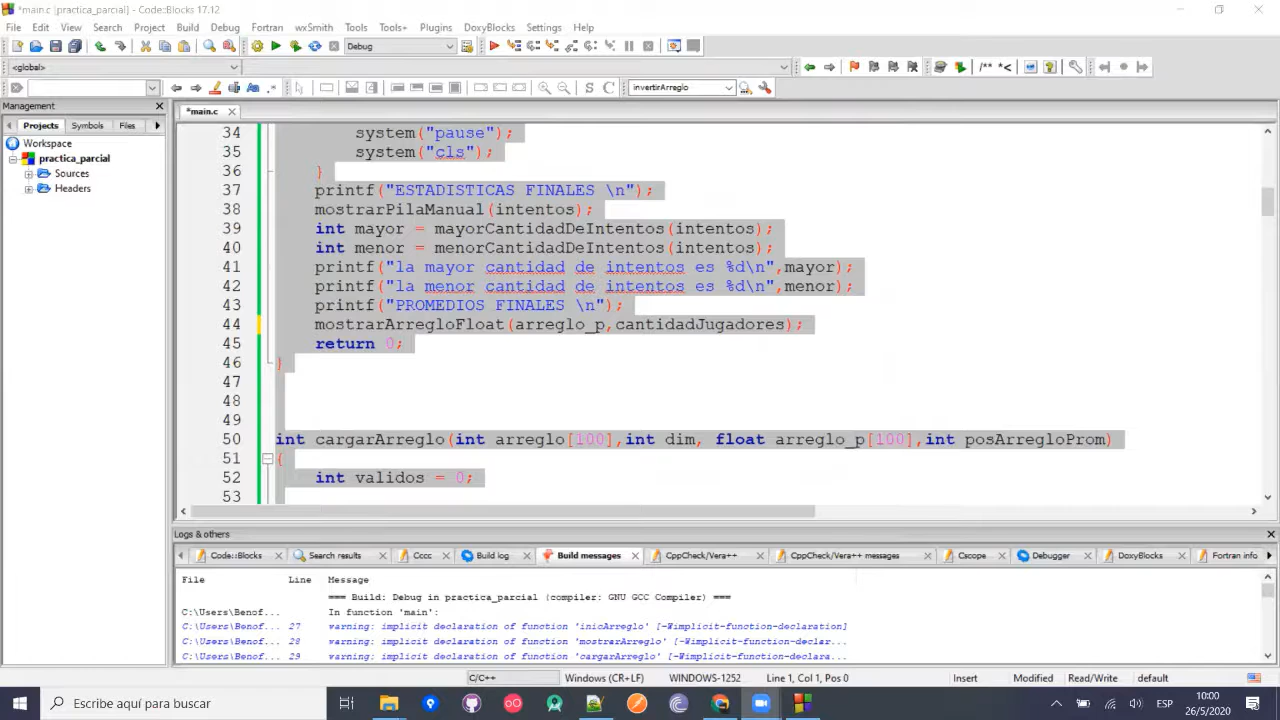 *main.c [practica_parcial] - Code::Blocks 17.12
File Edit View Search Project Build Debug Fortran wxSmith Tools Tools+ Plugins DoxyBlocks Settings Help
Debug
<global>
/** *<
S C invertirArreglo
Management
Projects Symbols Files
Workspace
practica_parcial
Sources
Headers
*main.c
34 system("pause");
35 system("cls");
36 }
37 printf("ESTADISTICAS FINALES \n");
38 mostrarPilaManual(intentos);
39 int mayor = mayorCantidadDeIntentos(intentos);
40 int menor = menorCantidadDeIntentos(intentos);
41 printf("la mayor cantidad de intentos es %d\n",mayor);
42 printf("la menor cantidad de intentos es %d\n",menor);
43 printf("PROMEDIOS FINALES \n");
44 mostrarArregloFloat(arreglo_p,cantidadJugadores);
45 return 0;
46 }
47
48
49
50 int cargarArreglo(int arreglo[100],int dim, float arreglo_p[100],int posArregloProm)
51 {
52 int validos = 0;
53
Logs & others
Code::Blocks Search results Cccc Build log Build messages CppCheck/Vera++ CppCheck/Vera++ messages Cscope Debugger DoxyBlocks Fortran info
File Line Message
=== Build: Debug in practica_parcial (compiler: GNU GCC Compiler) ===
C:\Users\Benof... In function 'main':
C:\Users\Benof... 27 warning: implicit declaration of function 'inicArreglo' [-Wimplicit-function-declaration]
C:\Users\Benof... 28 warning: implicit declaration of function 'mostrarArreglo' [-Wimplicit-function-declar...
C:\Users\Benof... 29 warning: implicit declaration of function 'cargarArreglo' [-Wimplicit-function-declara...
C/C++ Windows (CR+LF) WINDOWS-1252 Line 1, Col 1, Pos 0 Insert Modified Read/Write default
Escribe aquí para buscar
ESP
10:00
26/5/2020